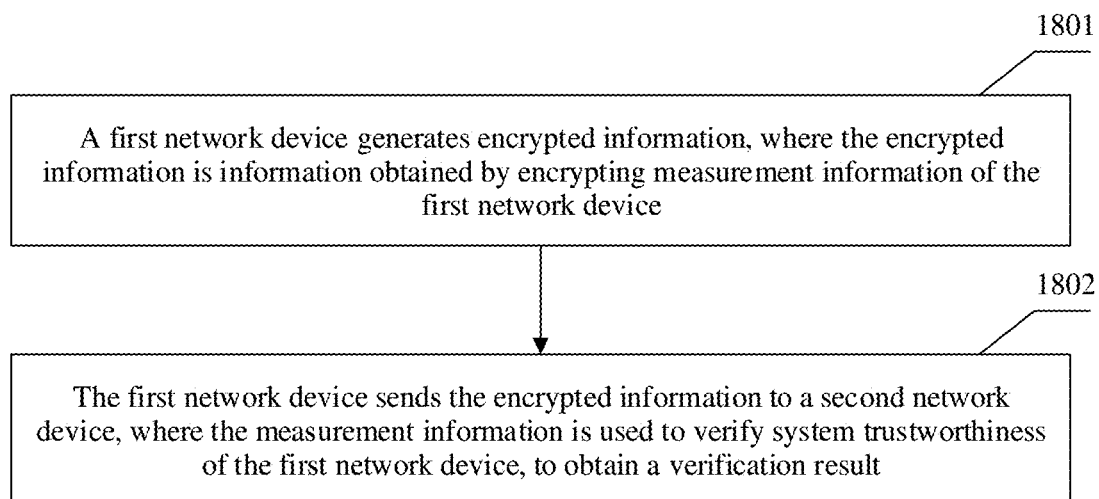 1801
A first network device generates encrypted information, where the encrypted
information is information obtained by encrypting measurement information of the
first network device
1802
The first network device sends the encrypted information to a second network
device, where the measurement information is used to verify system trustworthiness
of the first network device, to obtain a verification result